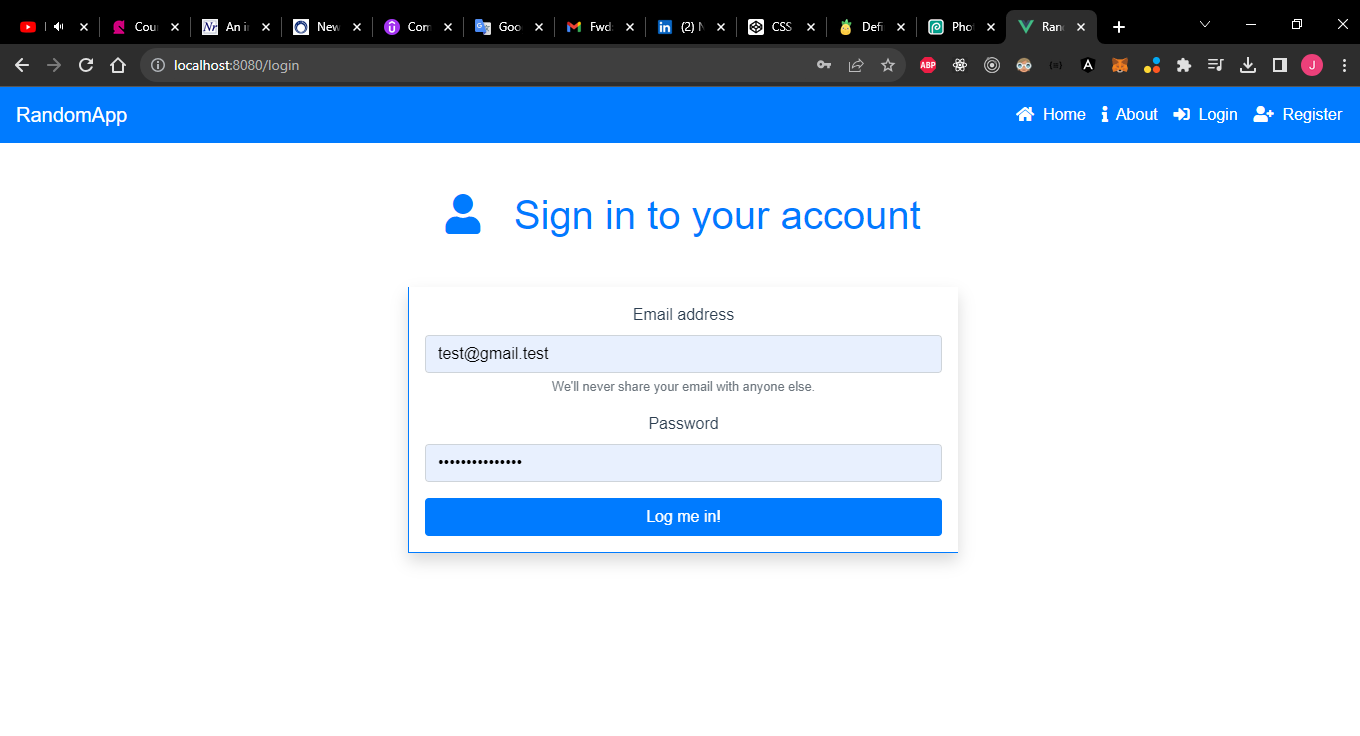 Cour
An i
New
Com
Goo
Fwd:
(2) N
CSS
Defi
Pho
Ran
localhost:8080/login
ABP
J
RandomApp
Home About Login Register
Sign in to your account
Email address
test@gmail.test
We'll never share your email with anyone else.
Password
•••••••••••••••
Log me in!